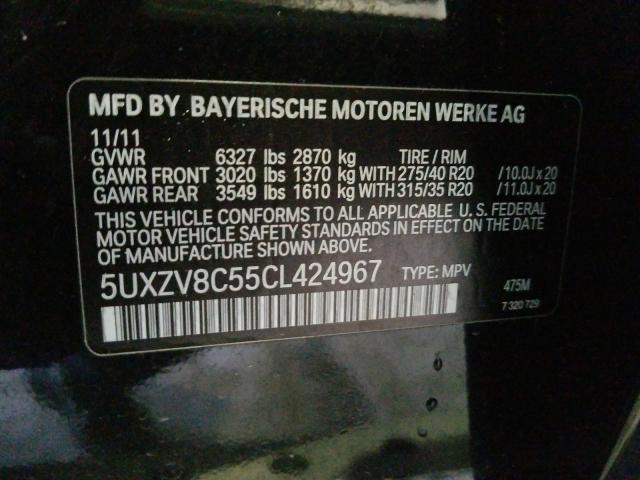 MFD BY BAYERISCHE MOTOREN WERKE AG
11/11
GVWR 6327 lbs 2870 kg TIRE / RIM
GAWR FRONT 3020 lbs 1370 kg WITH 275/40 R20 /10.0J x 20
GAWR REAR 3549 lbs 1610 kg WITH 315/35 R20 /11.0J x 20
THIS VEHICLE CONFORMS TO ALL APPLICABLE U. S. FEDERAL
MOTOR VEHICLE SAFETY STANDARDS IN EFFECT ON THE DATE
OF MANUFACTURE SHOWN ABOVE.
5UXZV8C55CL424967 TYPE: MPV
475M
7 320 729